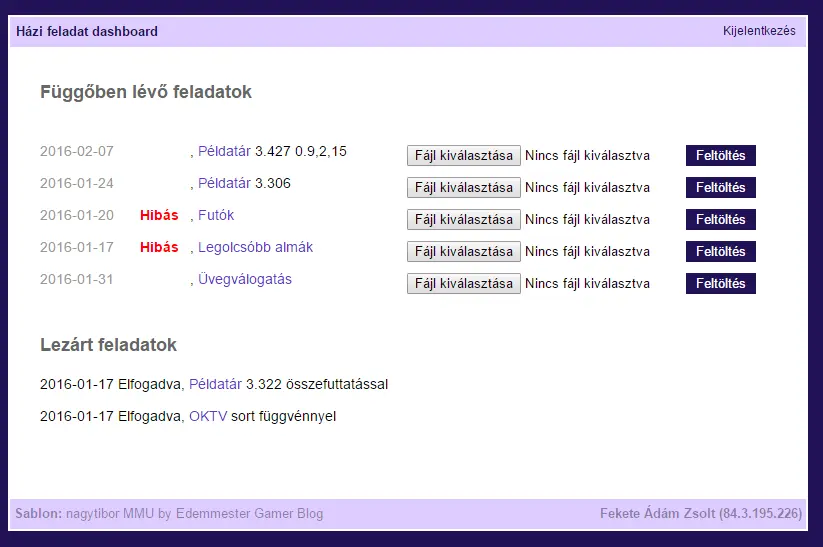 Házi feladat dashboard Kijelentkezés
Függőben lévő feladatok
2016-02-07 , Példatár 3.427 0.9,2,15 Fájl kiválasztása Nincs fájl kiválasztva Feltöltés
2016-01-24 , Példatár 3.306 Fájl kiválasztása Nincs fájl kiválasztva Feltöltés
2016-01-20 Hibás , Futók Fájl kiválasztása Nincs fájl kiválasztva Feltöltés
2016-01-17 Hibás , Legolcsóbb almák Fájl kiválasztása Nincs fájl kiválasztva Feltöltés
2016-01-31 , Üvegválogatás Fájl kiválasztása Nincs fájl kiválasztva Feltöltés
Lezárt feladatok
2016-01-17 Elfogadva, Példatár 3.322 összefuttatással
2016-01-17 Elfogadva, OKTV sort függvénnyel
Sablon: nagytibor MMU by Edemmester Gamer Blog Fekete Ádám Zsolt (84.3.195.226)